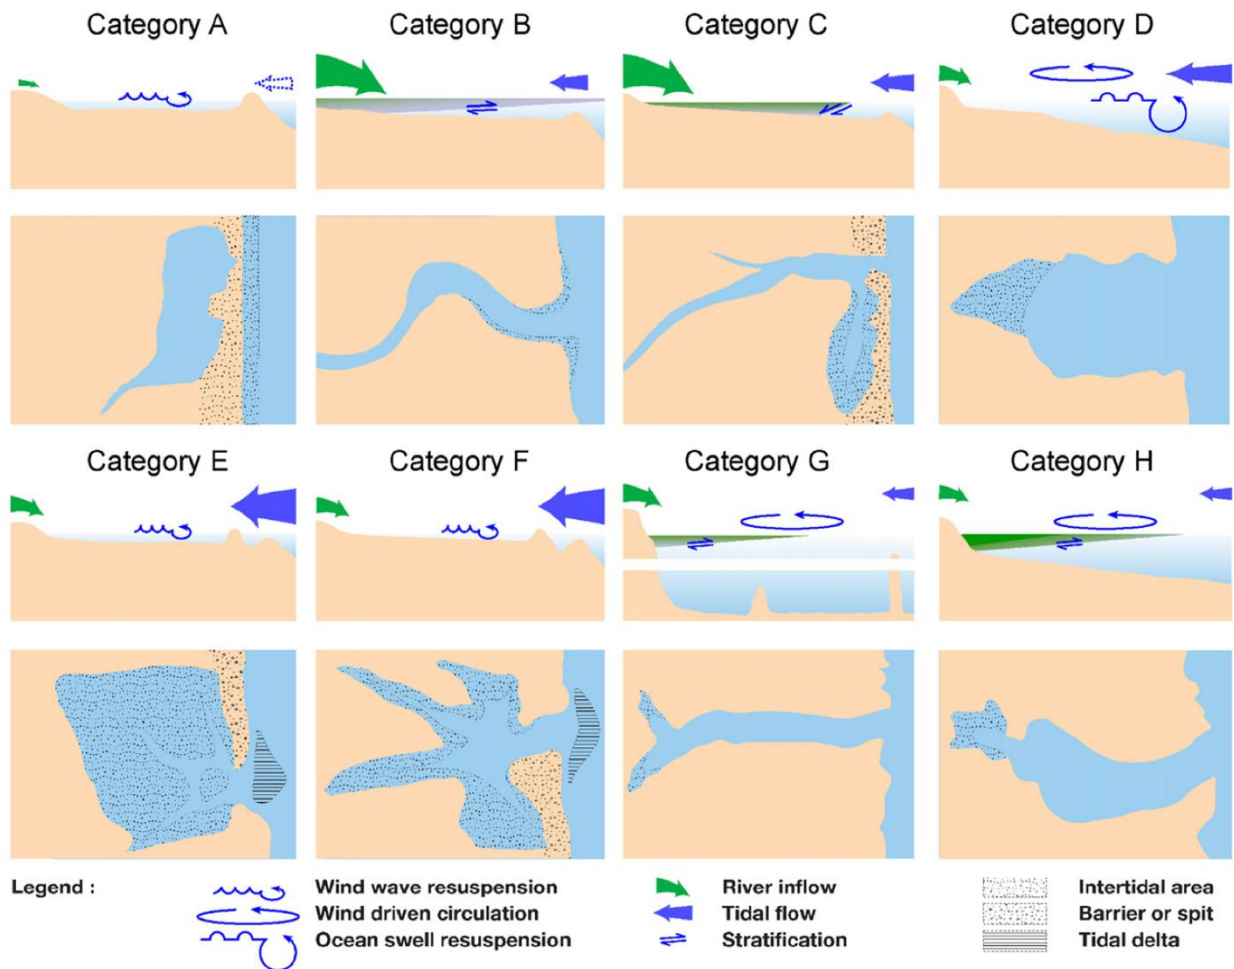 Category A
Category B
Category C
Category D
Category E
Category F
Category G
Category H
Legend :
Wind wave resuspension
Wind driven circulation
Ocean swell resuspension
River inflow
Tidal flow
Stratification
Intertidal area
Barrier or spit
Tidal delta